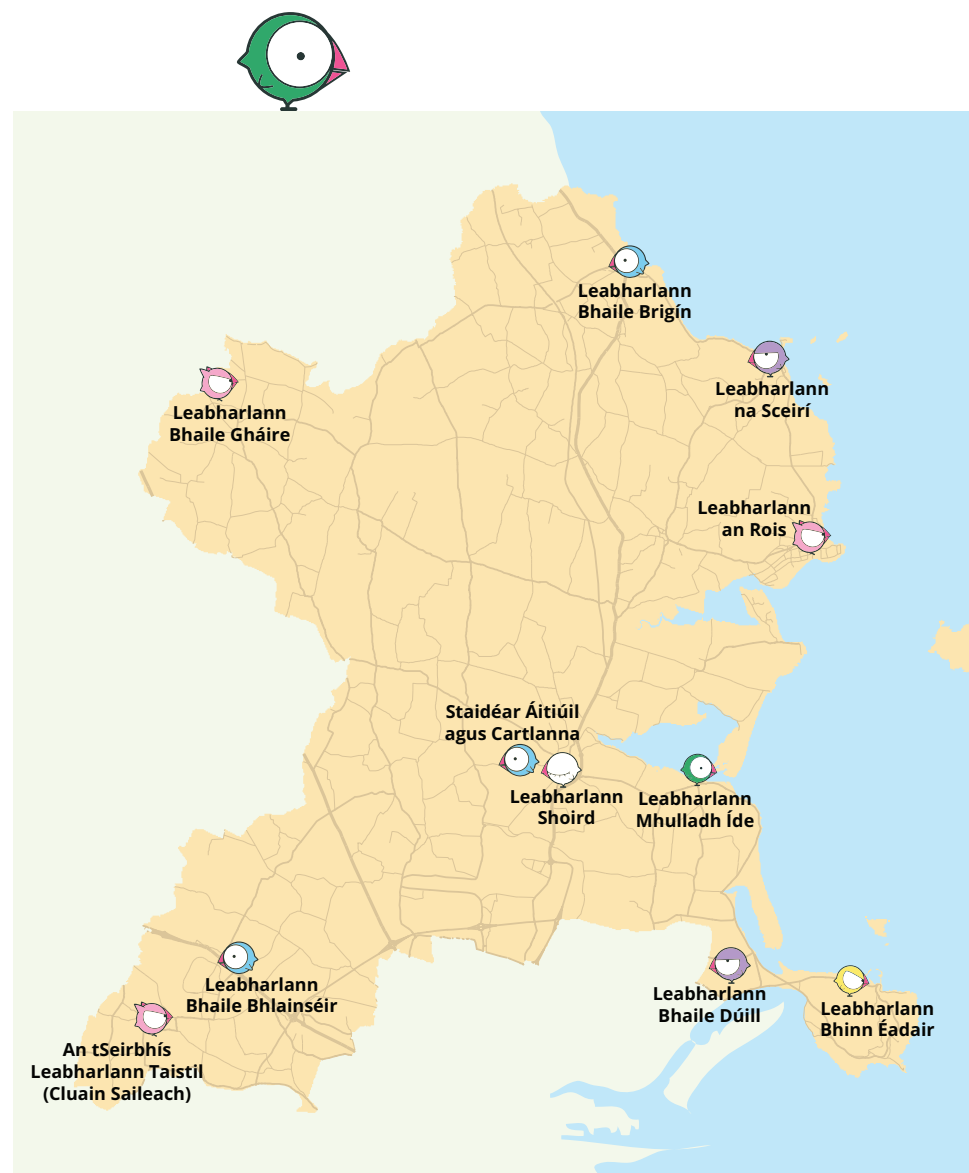 Leabharlann
Bhaile Brigín
Leabharlann
na Sceirí
Leabharlann
Bhaile Gháire
Leabharlann
an Rois
Staidéar Áitiúil
agus Cartlanna
Leabharlann
Shoird
Leabharlann
Mhulladh Íde
Leabharlann
Bhaile Bhlainséir
Leabharlann
Bhaile Dúill
Leabharlann
Bhinn Éadair
An tSeirbhís
Leabharlann Taistil
(Cluain Saileach)